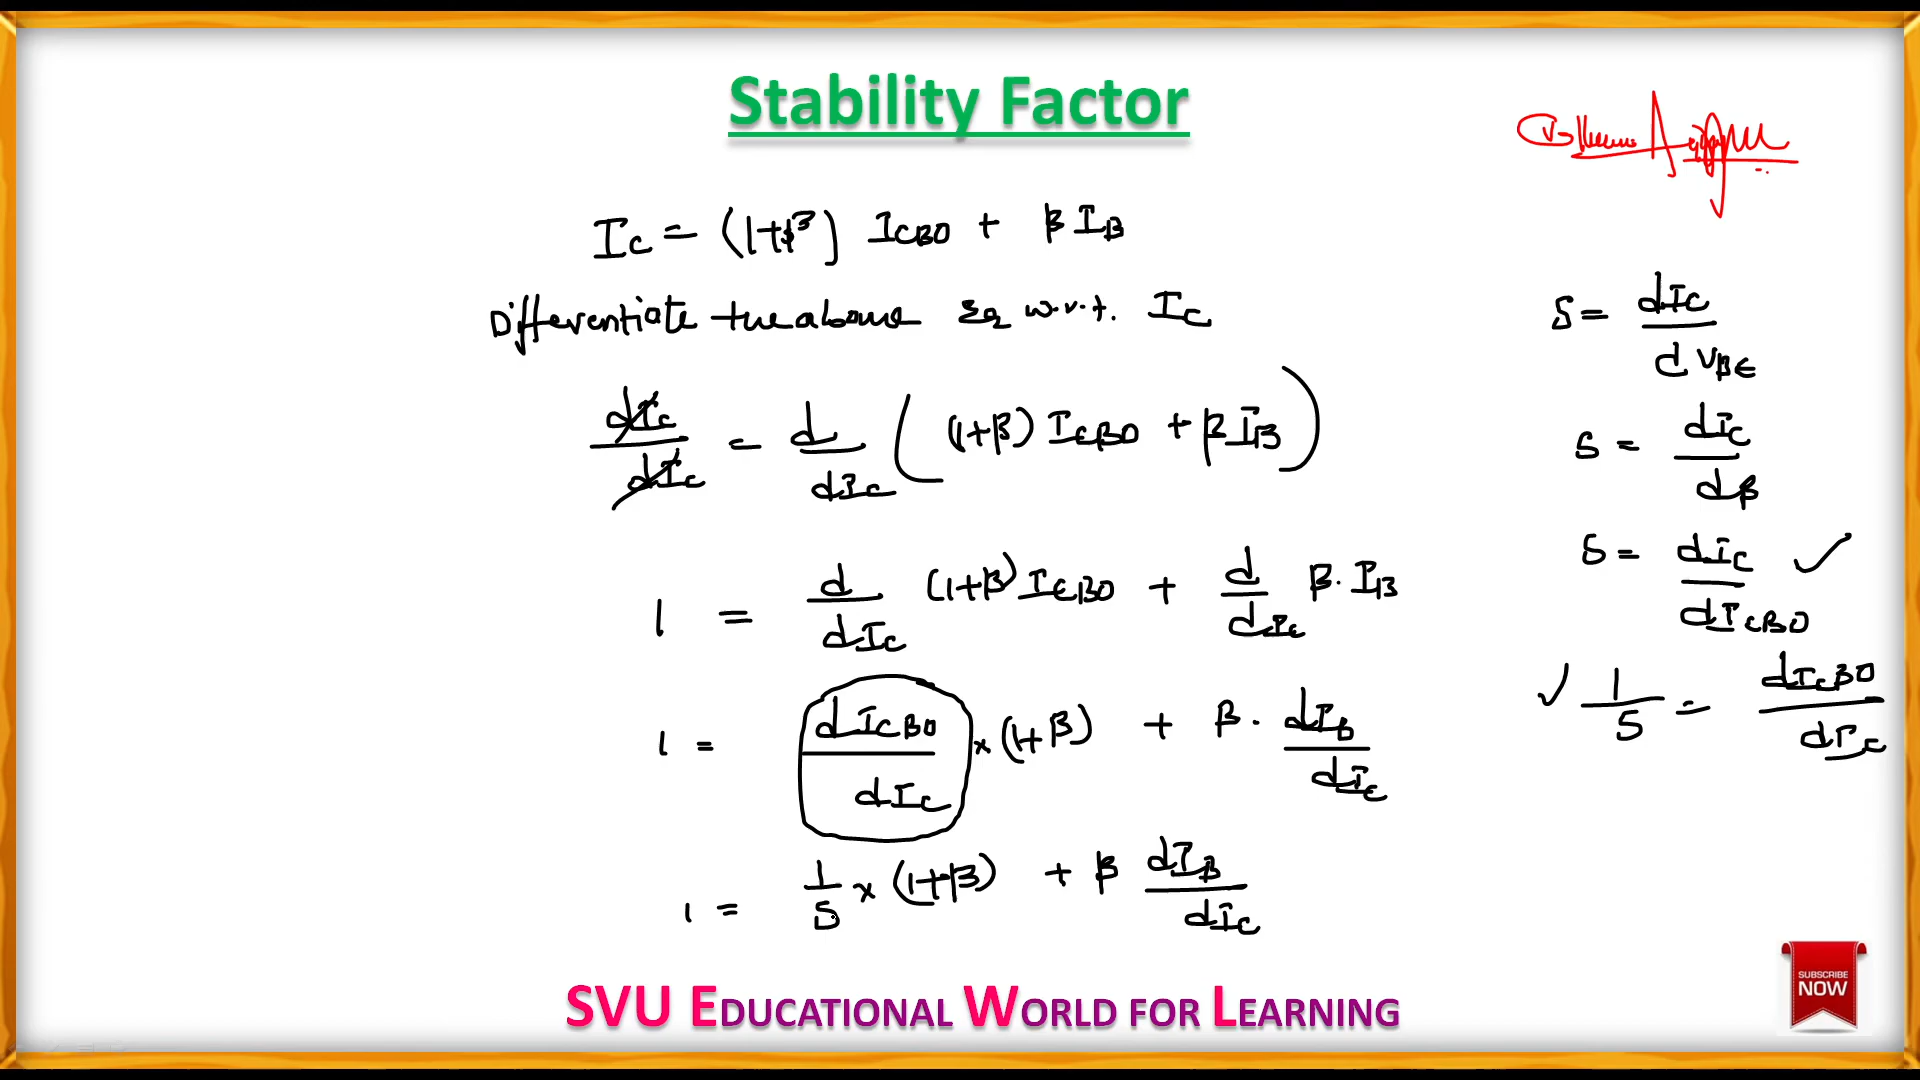 Stability Factor
IC = (1+β) ICBO + β IB
Differentiate the above Eq w.r.t. IC
dIC/dIC = d/dIC ( (1+β) ICBO + β IB )
1 = d/dIC (1+β) ICBO + d/dIC β. IB
1 = dICBO/dIC × (1+β) + β. dIB/dIC
1 = 1/S × (1+β) + β dIB/dIC
S = dIC/dVBE
S = dIC/dβ
S = dIC/dICBO ✓
✓ 1/S = dICBO/dIC
SVU EDUCATIONAL WORLD FOR LEARNING
SUBSCRIBE
NOW